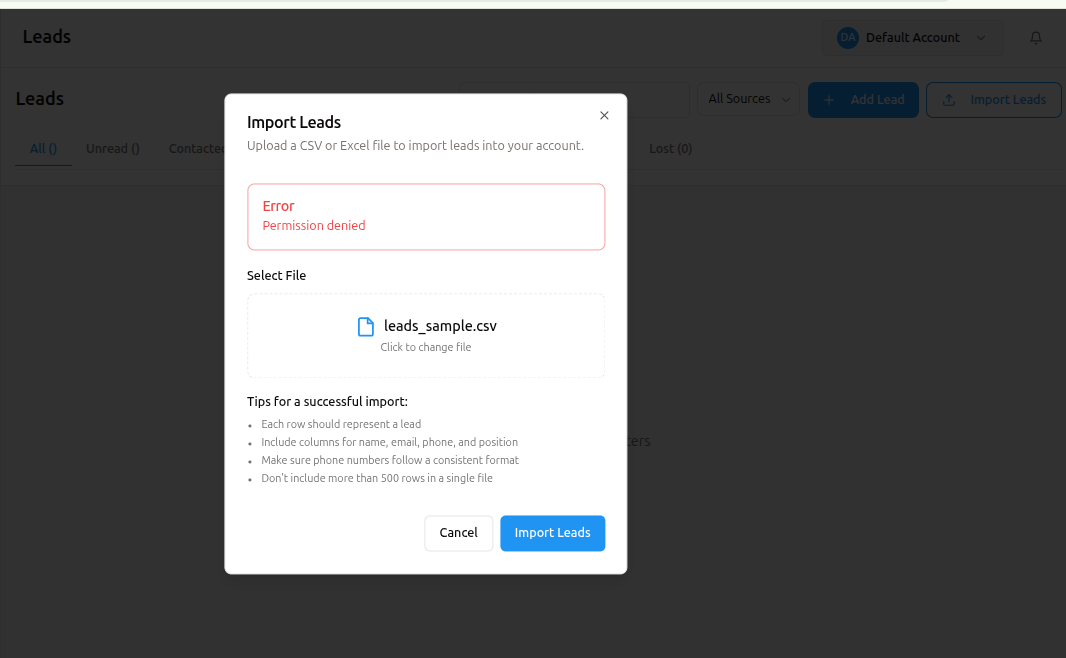 Leads
DA Default Account
Leads
All Sources
Add Lead
Import Leads
All ()
Unread ()
Contacted
Lost (0)
Import Leads
Upload a CSV or Excel file to import leads into your account.
Error
Permission denied
Select File
leads_sample.csv
Click to change file
Tips for a successful import:
Each row should represent a lead
Include columns for name, email, phone, and position
Make sure phone numbers follow a consistent format
Don't include more than 500 rows in a single file
Cancel
Import Leads